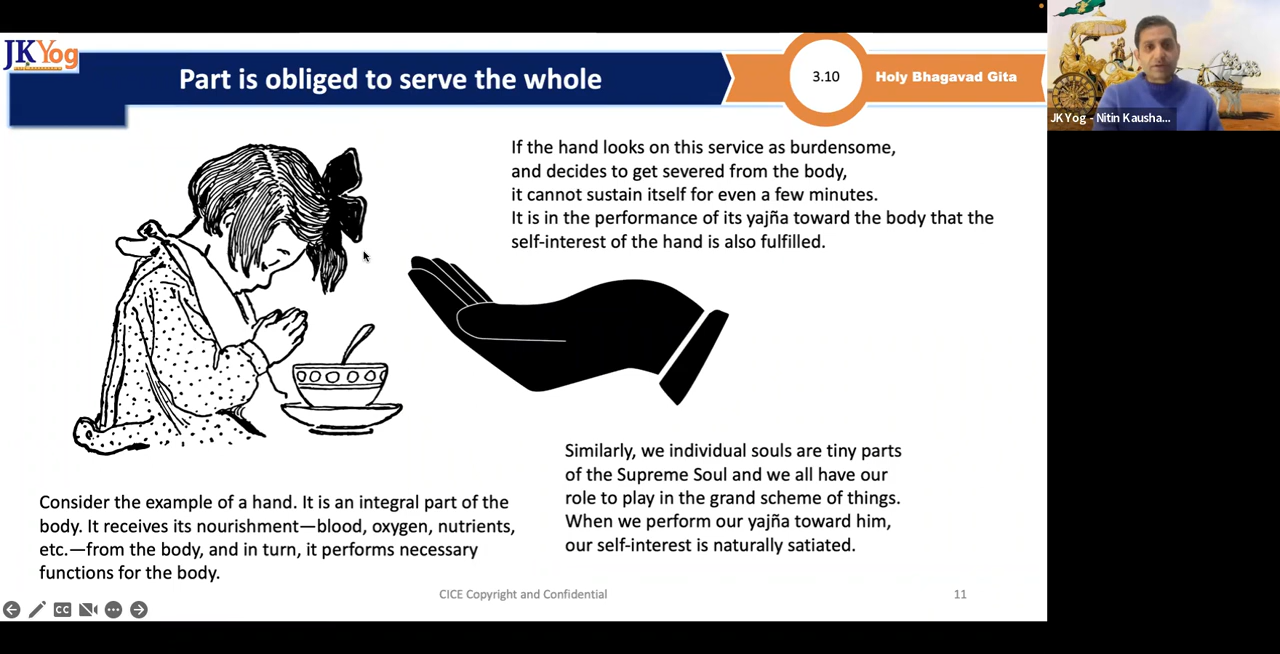 JKYog
Part is obliged to serve the whole
3.10
Holy Bhagavad Gita
JKYog - Nitin Kausha...
If the hand looks on this service as burdensome,
and decides to get severed from the body,
it cannot sustain itself for even a few minutes.
It is in the performance of its yajña toward the body that the
self-interest of the hand is also fulfilled.
Similarly, we individual souls are tiny parts
of the Supreme Soul and we all have our
role to play in the grand scheme of things.
When we perform our yajña toward him,
our self-interest is naturally satiated.
Consider the example of a hand. It is an integral part of the
body. It receives its nourishment—blood, oxygen, nutrients,
etc.—from the body, and in turn, it performs necessary
functions for the body.
CICE Copyright and Confidential
11
CC